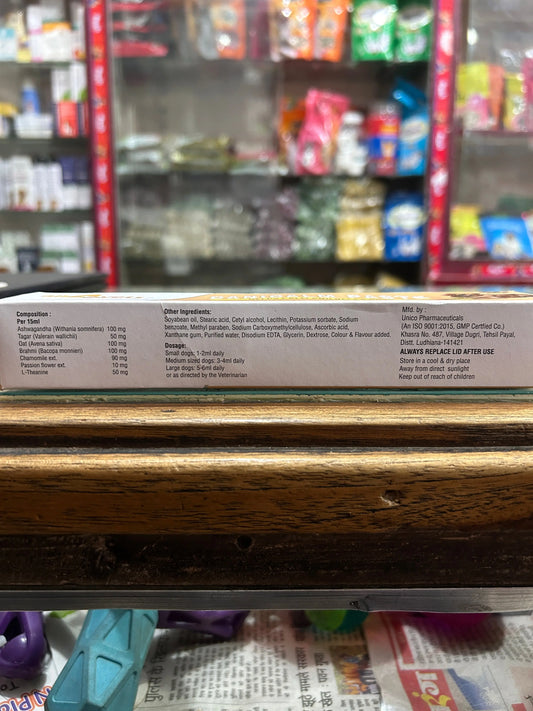 Composition :
Per 15ml
Ashwagandha (Withania somnifera) 100 mg
Tagar (Valerain wallichii) 50 mg
Oat (Avena sativa) 100 mg
Brahmi (Bacopa monnieri) 100 mg
Chamomile ext. 90 mg
Passion flower ext. 10 mg
L-Theanine 50 mg
Other Ingredients:
Soyabean oil, Stearic acid, Cetyl alcohol, Lecithin, Potassium sorbate, Sodium
benzoate, Methyl paraben, Sodium Carboxymethylcellulose, Ascorbic acid,
Xanthane gum, Purified water, Disodium EDTA, Glycerin, Dextrose, Colour & Flavour added.
Dosage:
Small dogs, 1-2ml daily
Medium sized dogs: 3-4ml daily
Large dogs: 5-6ml daily
or as directed by the Veterinarian
Mfg. by :
Unico Pharmaceuticals
(An ISO 9001:2015, GMP Certfied Co.)
Khasra No. 487, Village Dugri, Tehsil Payal,
Distt. Ludhiana-141421
ALWAYS REPLACE LID AFTER USE
Store in a cool & dry place
Away from direct sunlight
Keep out of reach of children